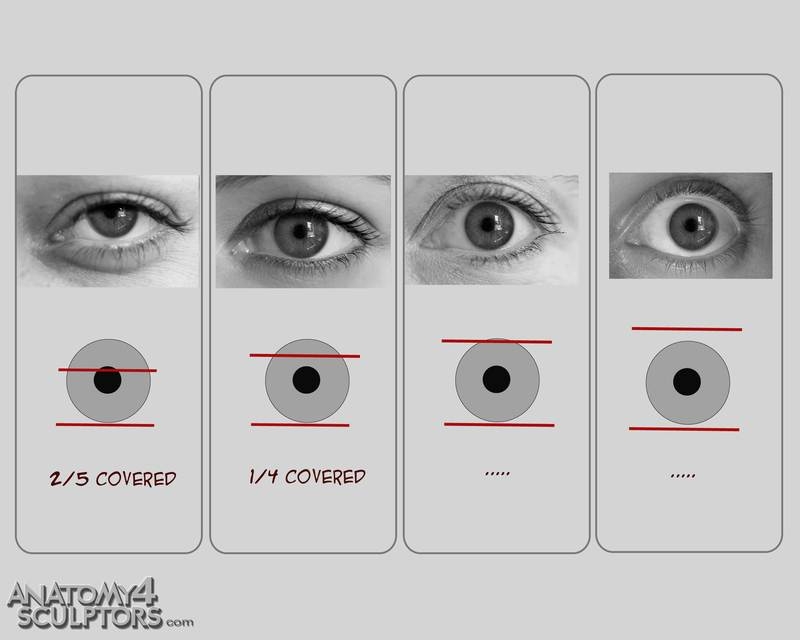 2/5 COVERED
1/4 COVERED
.....
.....
ANATOMY4
SCULPTORS.com